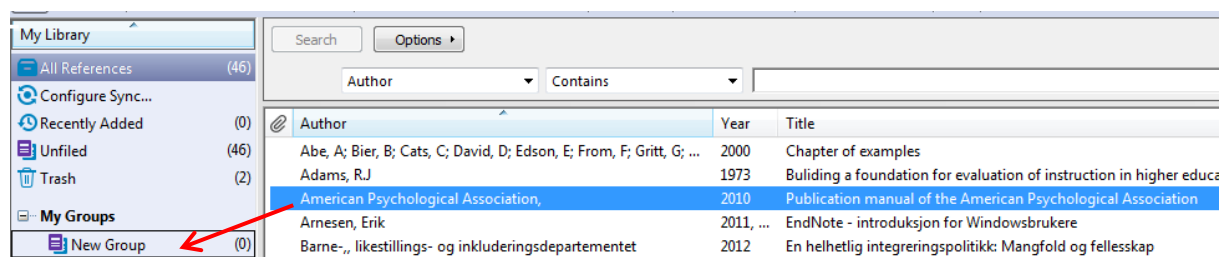 My Library
All References (46)
Configure Sync...
Recently Added (0)
Unfiled (46)
Trash (2)
My Groups
New Group (0)
Search Options
Author Contains
Author Year Title
Abe, A; Bier, B; Cats, C; David, D; Edson, E; From, F; Gritt, G; ... 2000 Chapter of examples
Adams, R.J 1973 Buliding a foundation for evaluation of instruction in higher educa
American Psychological Association, 2010 Publication manual of the American Psychological Association
Arnesen, Erik 2011, ... EndNote - introduksjon for Windowsbrukere
Barne-,, likestillings- og inkluderingsdepartementet 2012 En helhetlig integreringspolitikk: Mangfold og fellesskap